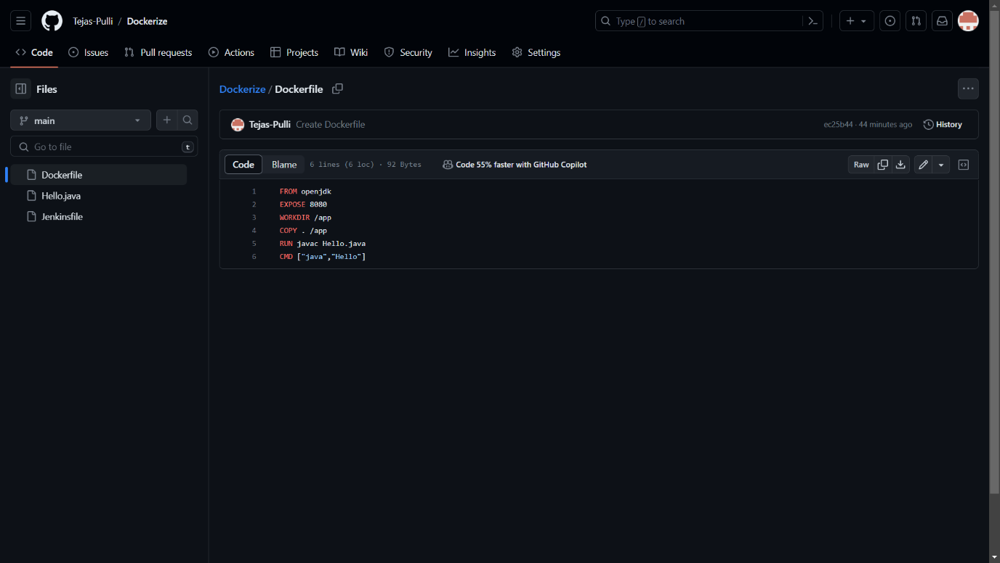 Tejas-Pulli / Dockerize
Type / to search
Code
Issues
Pull requests
Actions
Projects
Wiki
Security
Insights
Settings
Files
main
Go to file
t
Dockerfile
Hello.java
Jenkinsfile
Dockerize / Dockerfile
Tejas-Pulli Create Dockerfile
ec25b44 · 44 minutes ago
History
Code
Blame
6 lines (6 loc) · 92 Bytes
Code 55% faster with GitHub Copilot
Raw
1 FROM openjdk
2 EXPOSE 8080
3 WORKDIR /app
4 COPY . /app
5 RUN javac Hello.java
6 CMD ["java","Hello"]